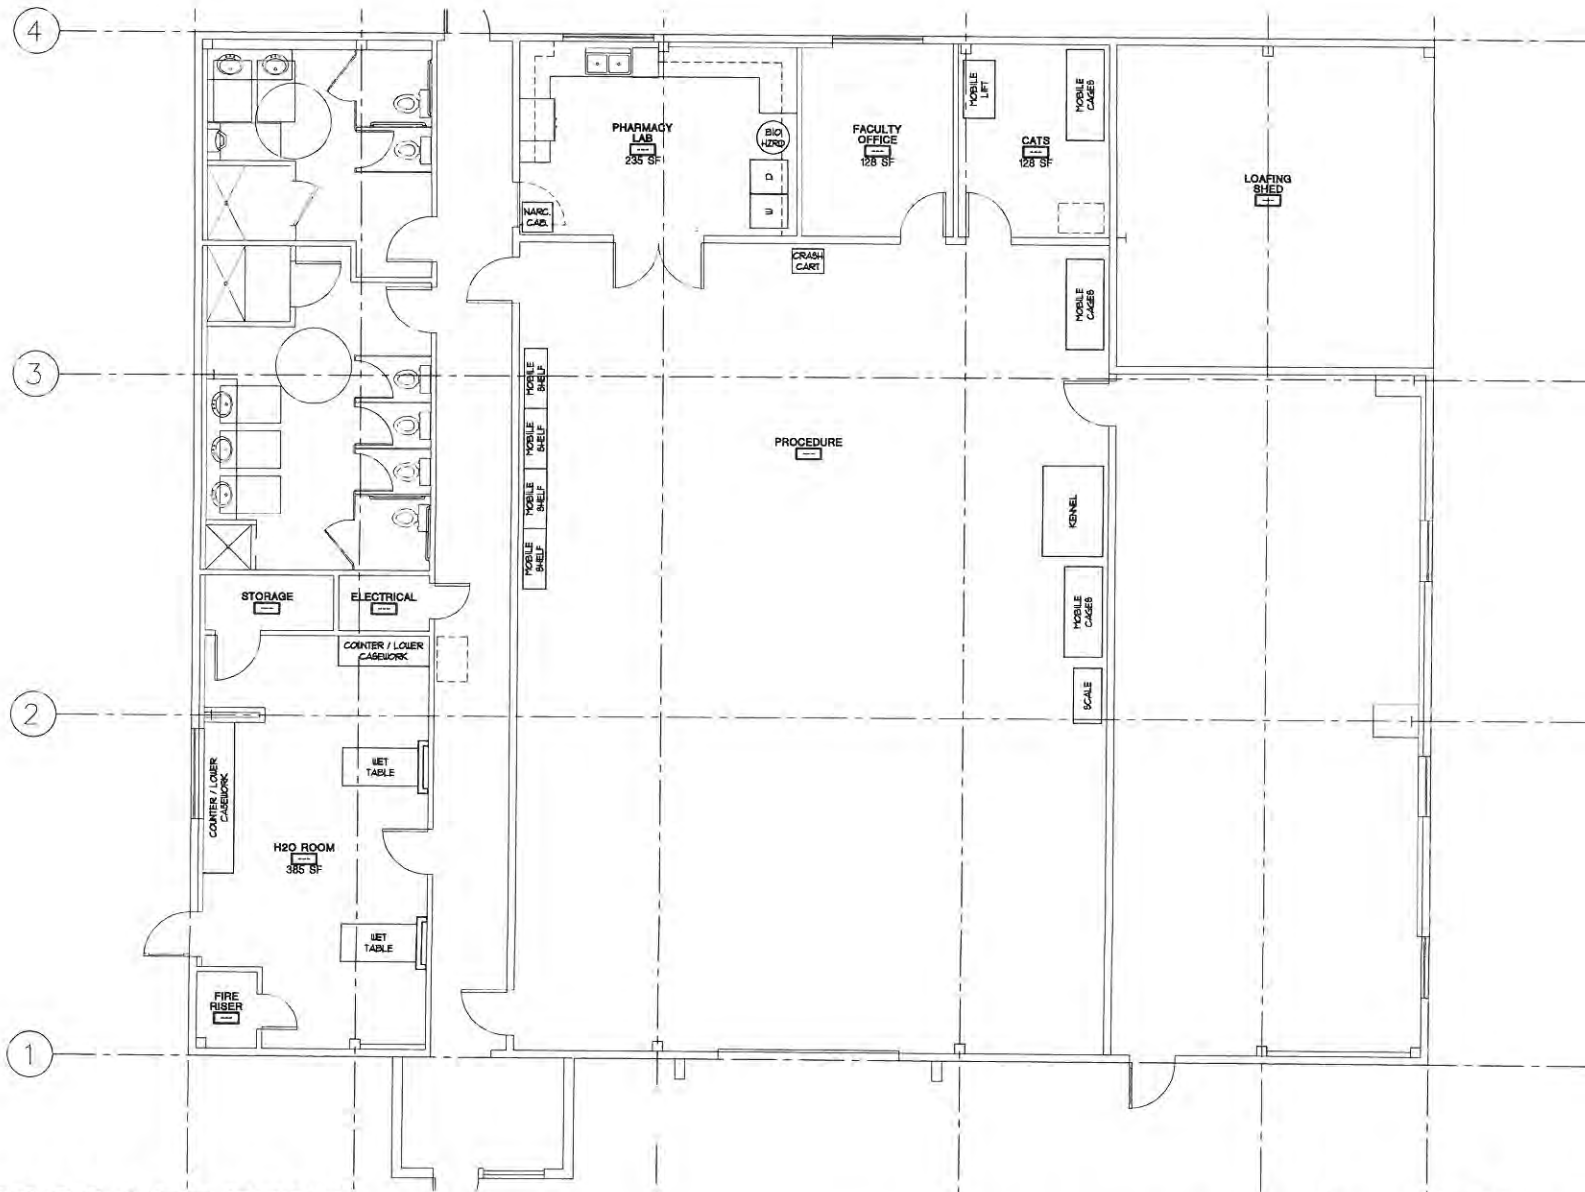 4
PHARMACY
LAB
---
235 SF
BIO
HZRD
D
W
NARC.
CAB.
FACULTY
OFFICE
---
128 SF
MOBILE
LIFT
MOBILE
CAGES
CATS
---
128 SF
LOAFING
SHED
---
CRASH
CART
MOBILE
CAGES
3
MOBILE
SHELF
MOBILE
SHELF
MOBILE
SHELF
MOBILE
SHELF
PROCEDURE
---
KENNEL
MOBILE
CAGES
SCALE
STORAGE
---
ELECTRICAL
---
COUNTER / LOWER
CASEWORK
2
COUNTER / LOWER
CASEWORK
WET
TABLE
H2O ROOM
---
385 SF
WET
TABLE
FIRE
RISER
---
1